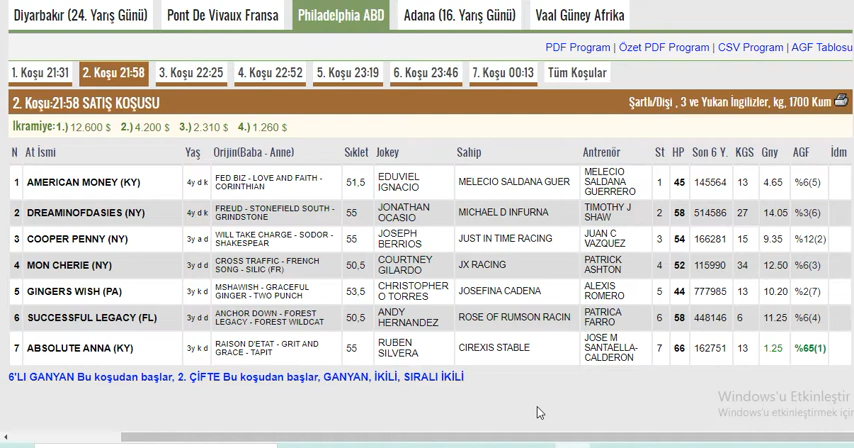 Diyarbakır (24. Yarış Günü) Pont De Vivaux Fransa Philadelphia ABD Adana (16. Yarış Günü) Vaal Güney Afrika
PDF Program | Özet PDF Program | CSV Program | AGF Tablosu
1. Koşu 21:31 2. Koşu 21:58 3. Koşu 22:25 4. Koşu 22:52 5. Koşu 23:19 6. Koşu 23:46 7. Koşu 00:13 Tüm Koşular
2. Koşu:21:58 SATIŞ KOŞUSU Şartlı/Dişi , 3 ve Yukarı İngilizler, kg, 1700 Kum
İkramiye: 1.) 12.600 $ 2.) 4.200 $ 3.) 2.310 $ 4.) 1.260 $
N At İsmi Yaş Orijin(Baba - Anne) Sıklet Jokey Sahip Antrenör St HP Son 6 Y. KGS Gny AGF İdm
1 AMERICAN MONEY (KY) 4y d k FED BIZ - LOVE AND FAITH - CORINTHIAN 51,5 EDUVIEL IGNACIO MELECIO SALDANA GUER MELECIO SALDANA GUERRERO 1 45 145564 13 4.65 %6(5)
2 DREAMINOFDASIES (NY) 4y d k FREUD - STONEFIELD SOUTH - GRINDSTONE 55 JONATHAN OCASIO MICHAEL D INFURNA TIMOTHY J SHAW 2 58 514586 27 14.05 %3(6)
3 COOPER PENNY (NY) 3y a d WILL TAKE CHARGE - SODOR - SHAKESPEAR 55 JOSEPH BERRIOS JUST IN TIME RACING JUAN C VAZQUEZ 3 54 166281 15 9.35 %12(2)
4 MON CHERIE (NY) 3y d d CROSS TRAFFIC - FRENCH SONG - SILIC (FR) 50,5 COURTNEY GILARDO JX RACING PATRICK ASHTON 4 52 115990 34 12.50 %6(3)
5 GINGERS WISH (PA) 3y k d MSHAWISH - GRACEFUL GINGER - TWO PUNCH 53,5 CHRISTOPHER O TORRES JOSEFINA CADENA ALEXIS ROMERO 5 44 777985 13 10.20 %2(7)
6 SUCCESSFUL LEGACY (FL) 3y d d ANCHOR DOWN - FOREST LEGACY - FOREST WILDCAT 50,5 ANDY HERNANDEZ ROSE OF RUMSON RACIN PATRICA FARRO 6 58 448146 6 11.25 %6(4)
7 ABSOLUTE ANNA (KY) 3y k d RAISON D'ETAT - GRIT AND GRACE - TAPIT 55 RUBEN SILVERA CIREXIS STABLE JOSE M SANTAELLA-CALDERON 7 66 162751 13 1.25 %65(1)
6'LI GANYAN Bu koşudan başlar, 2. ÇİFTE Bu koşudan başlar, GANYAN, İKİLİ, SIRALI İKİLİ
Windows'u Etkinleştir
Windows'u etkinleştirmek için